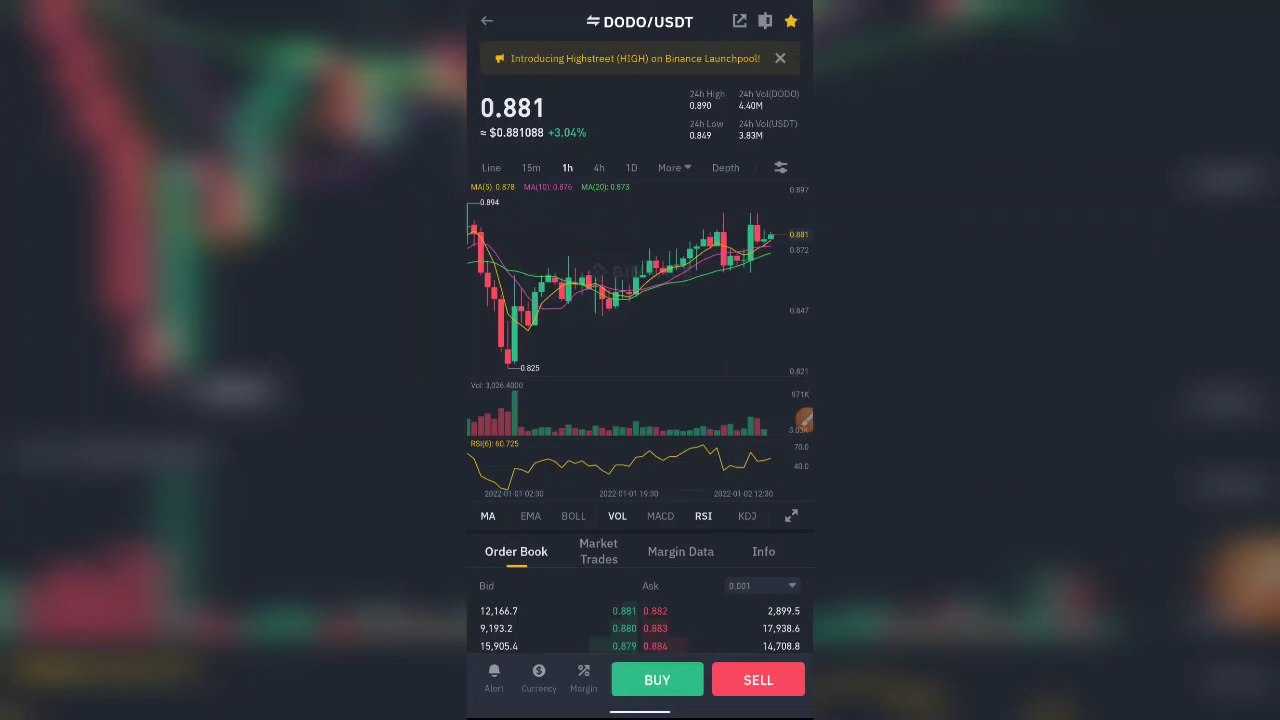 DODO/USDT
Introducing Highstreet (HIGH) on Binance Launchpool!
0.881
≈ $0.881088 +3.04%
24h High
0.890
24h Vol(DODO)
4.40M
24h Low
0.849
24h Vol(USDT)
3.83M
Line 15m 1h 4h 1D More Depth
MA(5): 0.878 MA(10): 0.876 MA(20): 0.873
0.897
0.894
0.881
0.872
0.847
0.825
0.821
Vol: 3,026.4000
971K
3.03K
RSI(6): 60.725
70.0
40.0
2022-01-01 02:30 2022-01-01 19:30 2022-01-02 12:30
MA EMA BOLL VOL MACD RSI KDJ
Order Book Market Trades Margin Data Info
Bid Ask 0.001
12,166.7 0.881 0.882 2,899.5
9,193.2 0.880 0.883 17,938.6
15,905.4 0.879 0.884 14,708.8
Alert Currency Margin BUY SELL